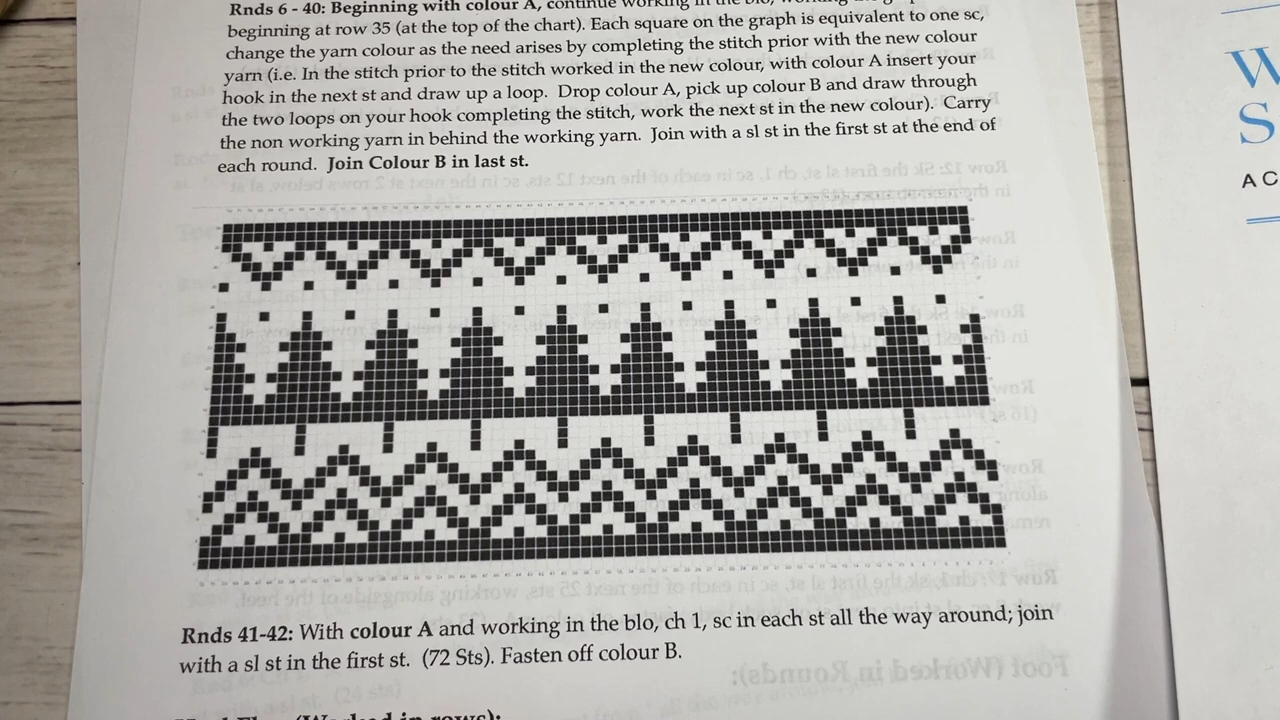 Rnds 6 - 40: Beginning with colour A, continue working in the blo,
beginning at row 35 (at the top of the chart). Each square on the graph is equivalent to one sc,
change the yarn colour as the need arises by completing the stitch prior with the new colour
yarn (i.e. In the stitch prior to the stitch worked in the new colour, with colour A insert your
hook in the next st and draw up a loop. Drop colour A, pick up colour B and draw through
the two loops on your hook completing the stitch, work the next st in the new colour). Carry
the non working yarn in behind the working yarn. Join with a sl st in the first st at the end of
each round. Join Colour B in last st.
Rnds 41-42: With colour A and working in the blo, ch 1, sc in each st all the way around; join
with a sl st in the first st. (72 Sts). Fasten off colour B.
(Worked in rows):
W
S
A C